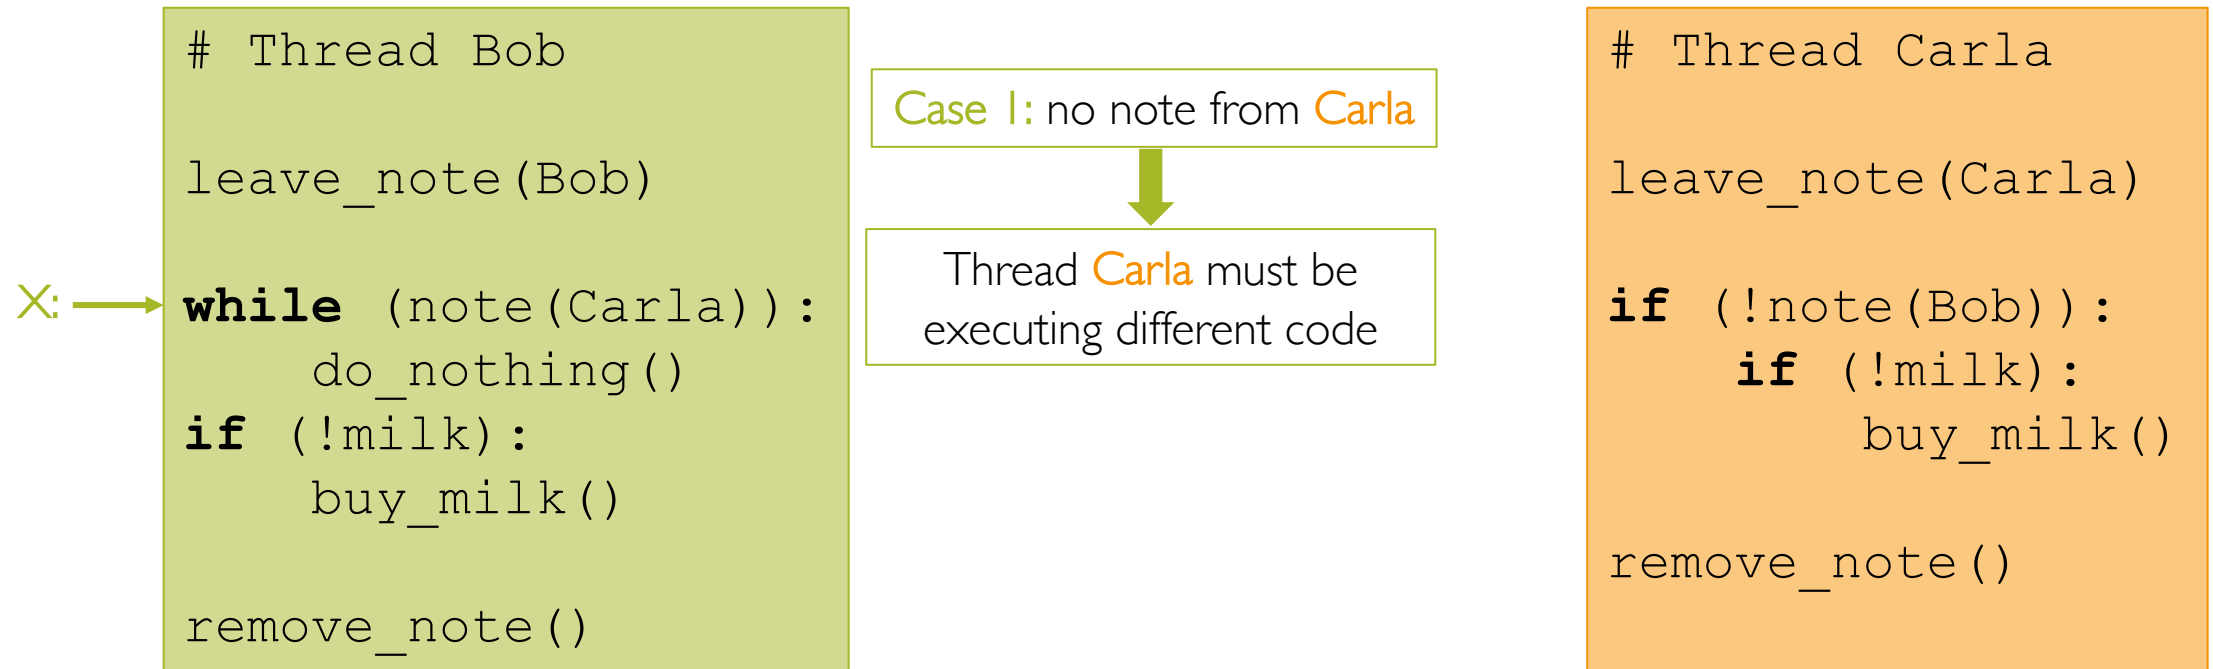 # Thread Bob
leave_note(Bob)
X:
while (note(Carla)):
do_nothing()
if (!milk):
buy_milk()
remove_note()
Case 1: no note from Carla
Thread Carla must be
executing different code
# Thread Carla
leave_note(Carla)
if (!note(Bob)):
if (!milk):
buy_milk()
remove_note()